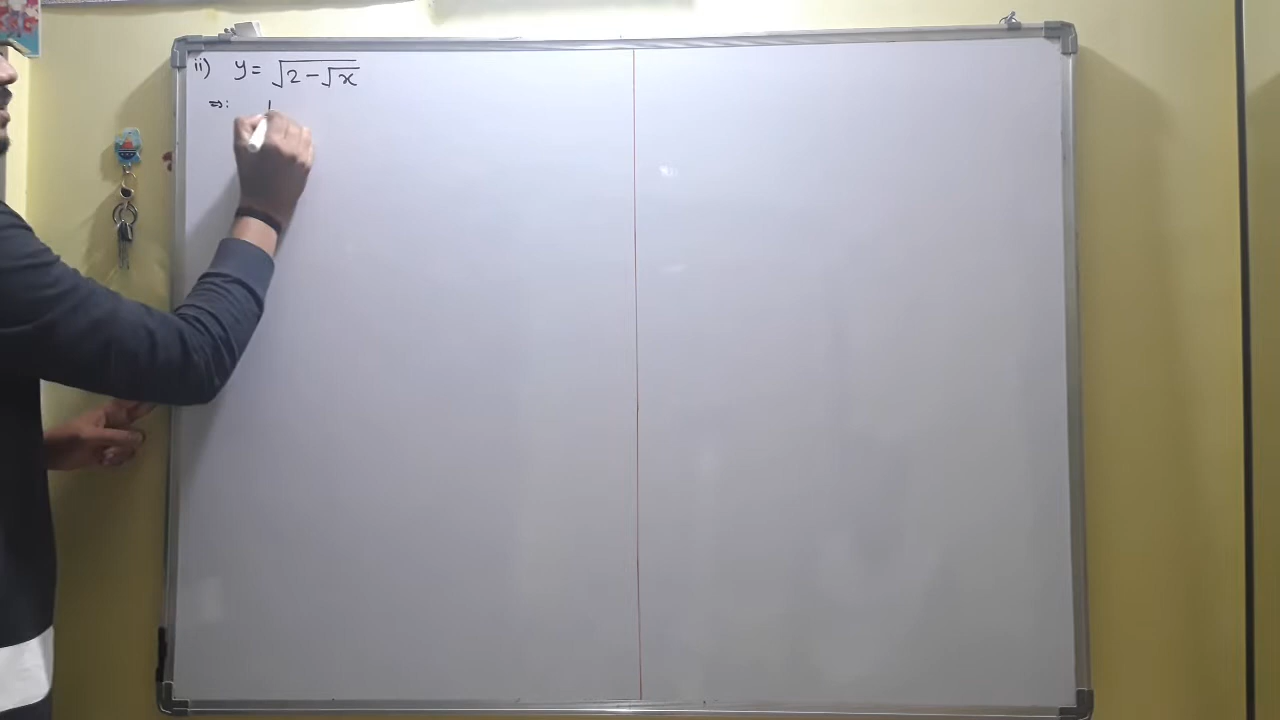 ii) y = √(2 - √x)
⇒: